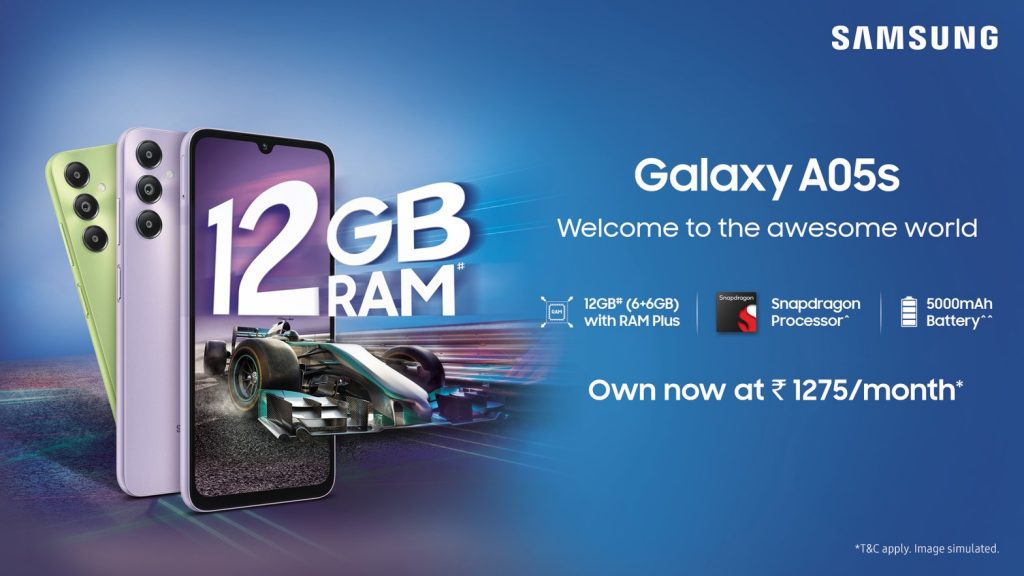 SAMSUNG
12GB
RAM#
Galaxy A05s
Welcome to the awesome world
RAM
12GB# (6+6GB)
with RAM Plus
Snapdragon
Snapdragon
Processor^
5000mAh
Battery^^
Own now at ₹ 1275/month*
*T&C apply. Image simulated.